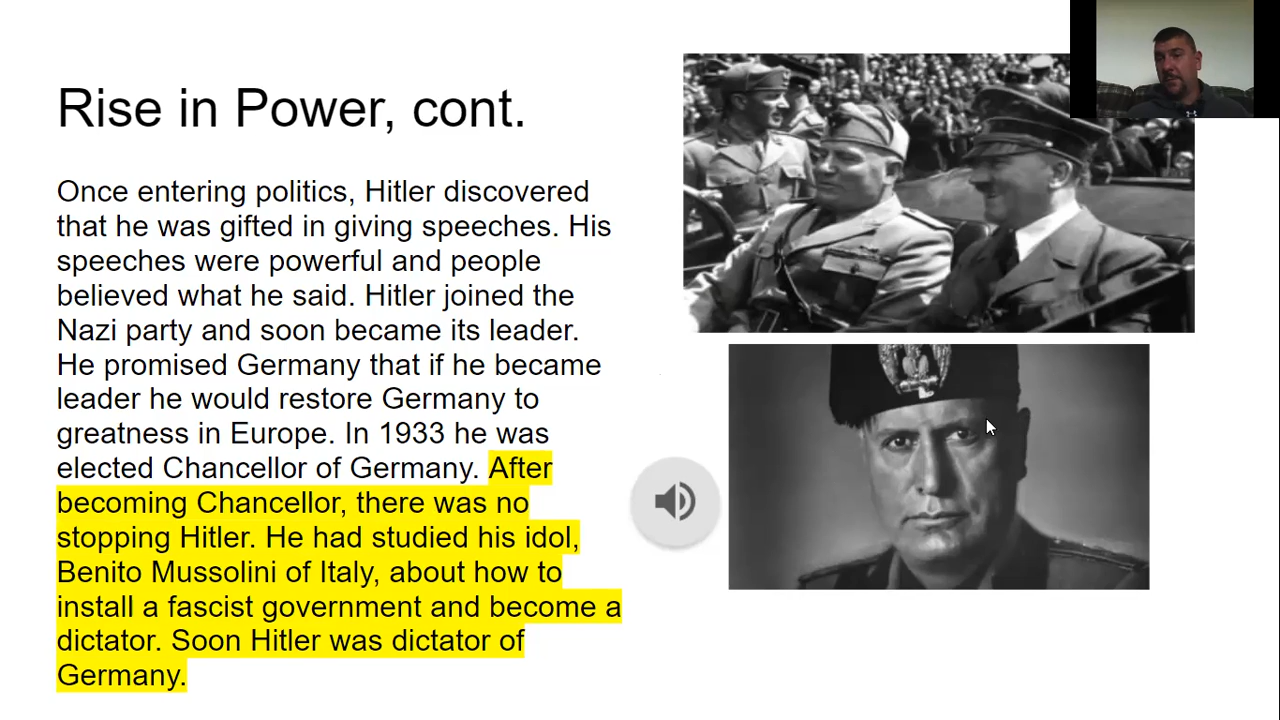 Rise in Power, cont.
Once entering politics, Hitler discovered
that he was gifted in giving speeches. His
speeches were powerful and people
believed what he said. Hitler joined the
Nazi party and soon became its leader.
He promised Germany that if he became
leader he would restore Germany to
greatness in Europe. In 1933 he was
elected Chancellor of Germany. After
becoming Chancellor, there was no
stopping Hitler. He had studied his idol,
Benito Mussolini of Italy, about how to
install a fascist government and become a
dictator. Soon Hitler was dictator of
Germany.